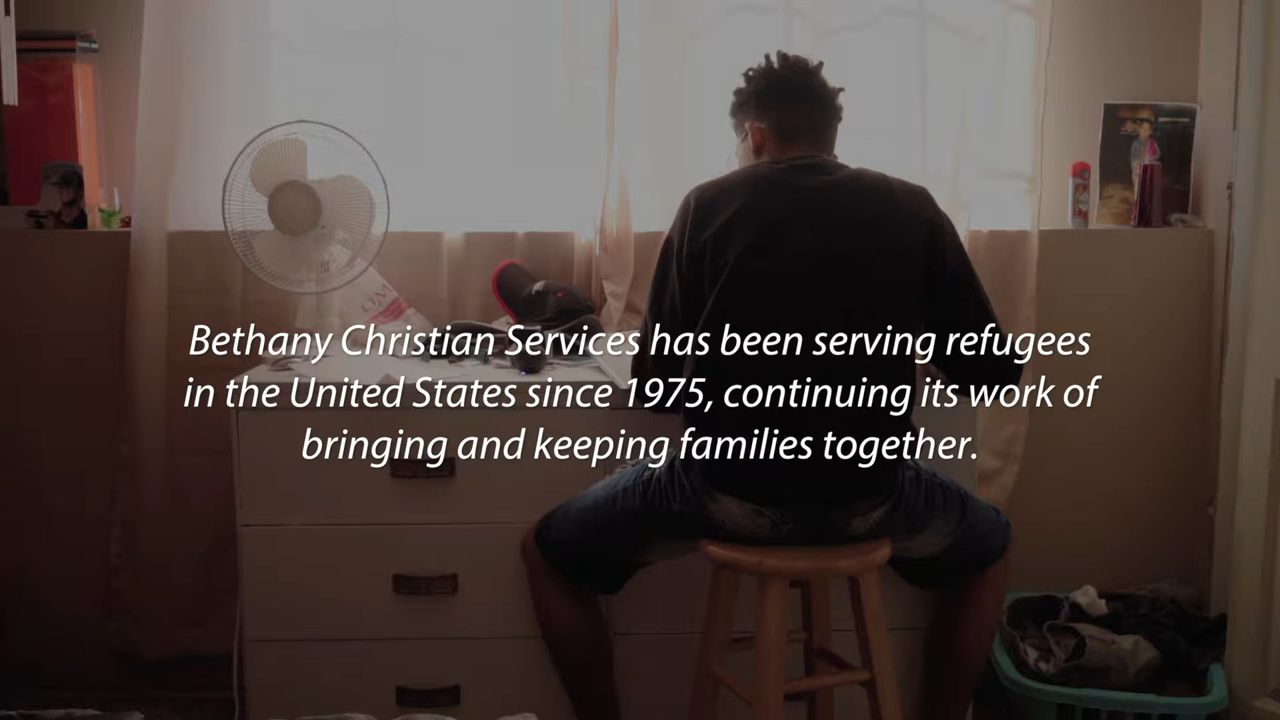 Bethany Christian Services has been serving refugees
in the United States since 1975, continuing its work of
bringing and keeping families together.